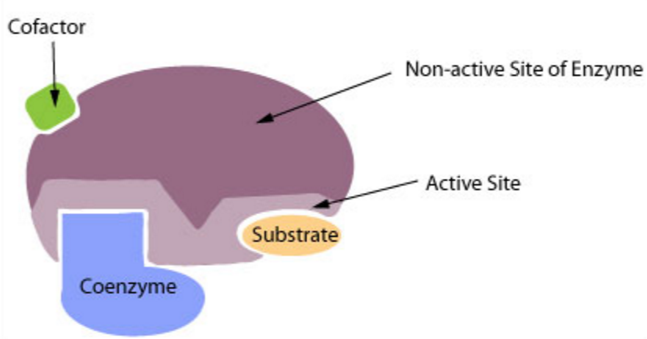 Cofactor
Non-active Site of Enzyme
Active Site
Substrate
Coenzyme